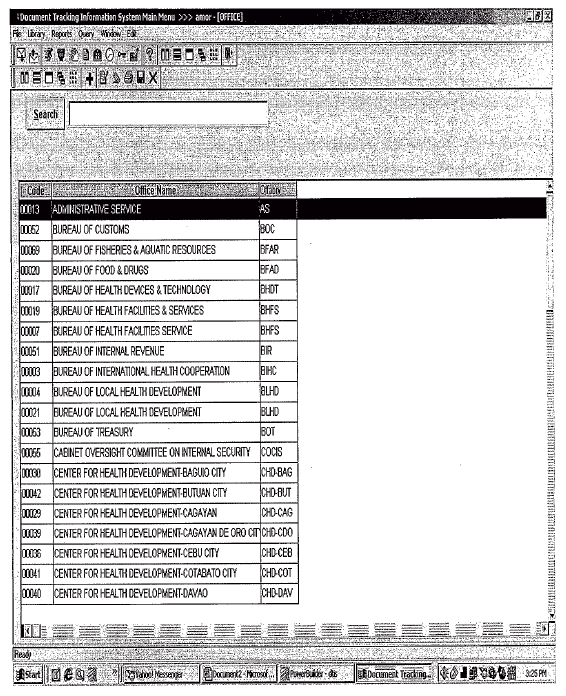 Document Tracking Information System Main Menu >>> amor - [OFFICE]
File Library Reports Query Window Edit
Search
Code Office Name Ofabv
00013 ADMINISTRATIVE SERVICE AS
00052 BUREAU OF CUSTOMS BOC
00069 BUREAU OF FISHERIES & AQUATIC RESOURCES BFAR
00020 BUREAU OF FOOD & DRUGS BFAD
00017 BUREAU OF HEALTH DEVICES & TECHNOLOGY BHDT
00019 BUREAU OF HEALTH FACILITIES & SERVICES BHFS
00007 BUREAU OF HEALTH FACILITIES SERVICE BHFS
00051 BUREAU OF INTERNAL REVENUE BIR
00003 BUREAU OF INTERNATIONAL HEALTH COOPERATION BIHC
00004 BUREAU OF LOCAL HEALTH DEVELOPMENT BLHD
00021 BUREAU OF LOCAL HEALTH DEVELOPMENT BLHD
00053 BUREAU OF TREASURY BOT
00055 CABINET OVERSIGHT COMMITTEE ON INTERNAL SECURITY COCIS
00030 CENTER FOR HEALTH DEVELOPMENT-BAGUIO CITY CHD-BAG
00042 CENTER FOR HEALTH DEVELOPMENT-BUTUAN CITY CHD-BUT
00029 CENTER FOR HEALTH DEVELOPMENT-CAGAYAN CHD-CAG
00039 CENTER FOR HEALTH DEVELOPMENT-CAGAYAN DE ORO CIT CHD-CDO
00036 CENTER FOR HEALTH DEVELOPMENT-CEBU CITY CHD-CEB
00041 CENTER FOR HEALTH DEVELOPMENT-COTABATO CITY CHD-COT
00040 CENTER FOR HEALTH DEVELOPMENT-DAVAO CHD-DAV
Ready
Start Yahoo! Messenger Document2 - Microsof... PowerBuilder - dtis Document Tracking... 3:25 PM